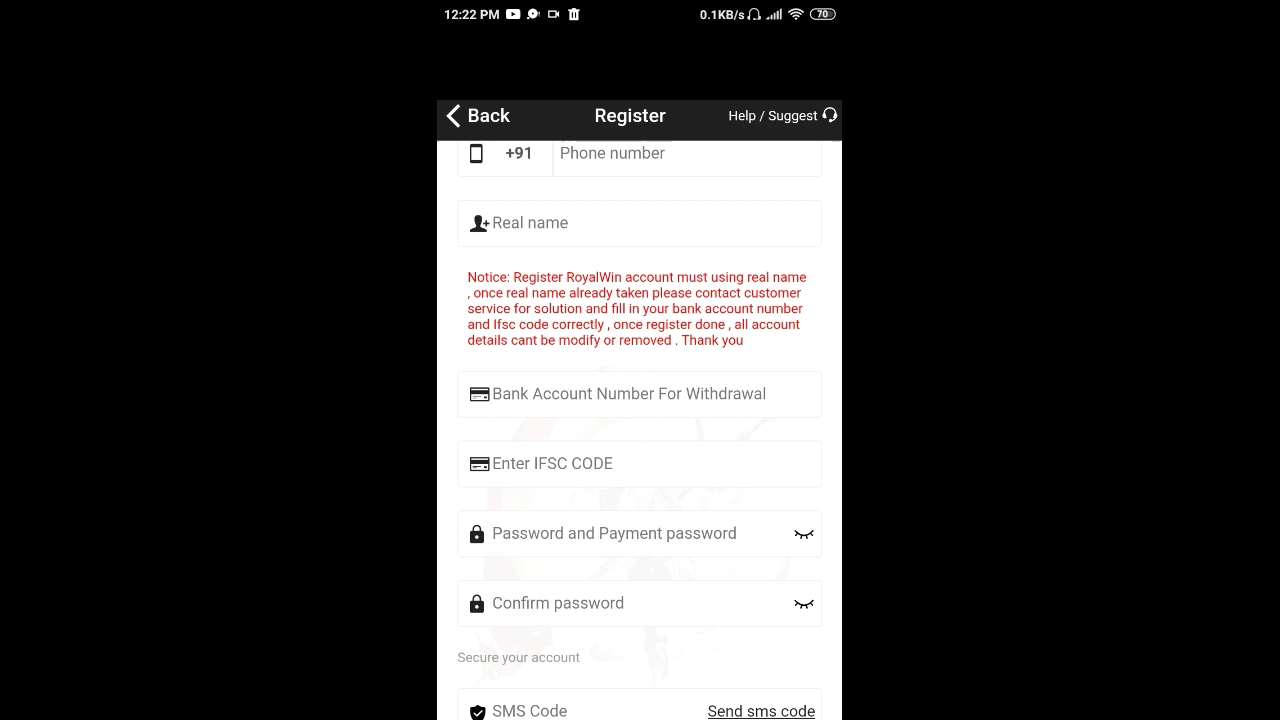 12:22 PM 0.1KB/s 70
Back Register Help / Suggest
+91 Phone number
Real name
Notice: Register RoyalWin account must using real name
, once real name already taken please contact customer
service for solution and fill in your bank account number
and Ifsc code correctly , once register done , all account
details cant be modify or removed . Thank you
Bank Account Number For Withdrawal
Enter IFSC CODE
Password and Payment password
Confirm password
Secure your account
SMS Code Send sms code